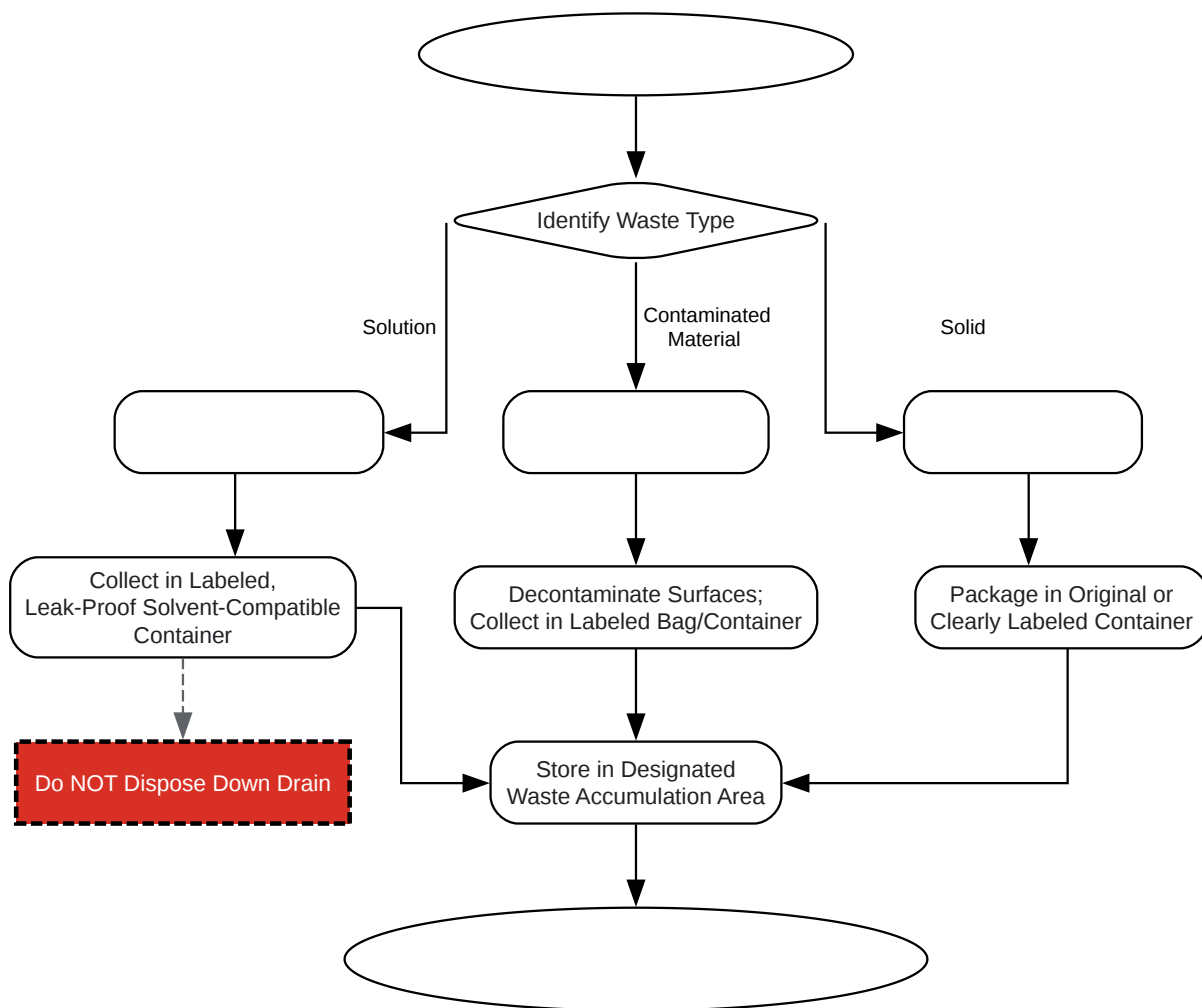 Identify Waste Type
Solution
Contaminated
Material
Solid
Collect in Labeled,
Leak-Proof Solvent-Compatible
Container
Decontaminate Surfaces;
Collect in Labeled Bag/Container
Package in Original or
Clearly Labeled Container
Do NOT Dispose Down Drain
Store in Designated
Waste Accumulation Area